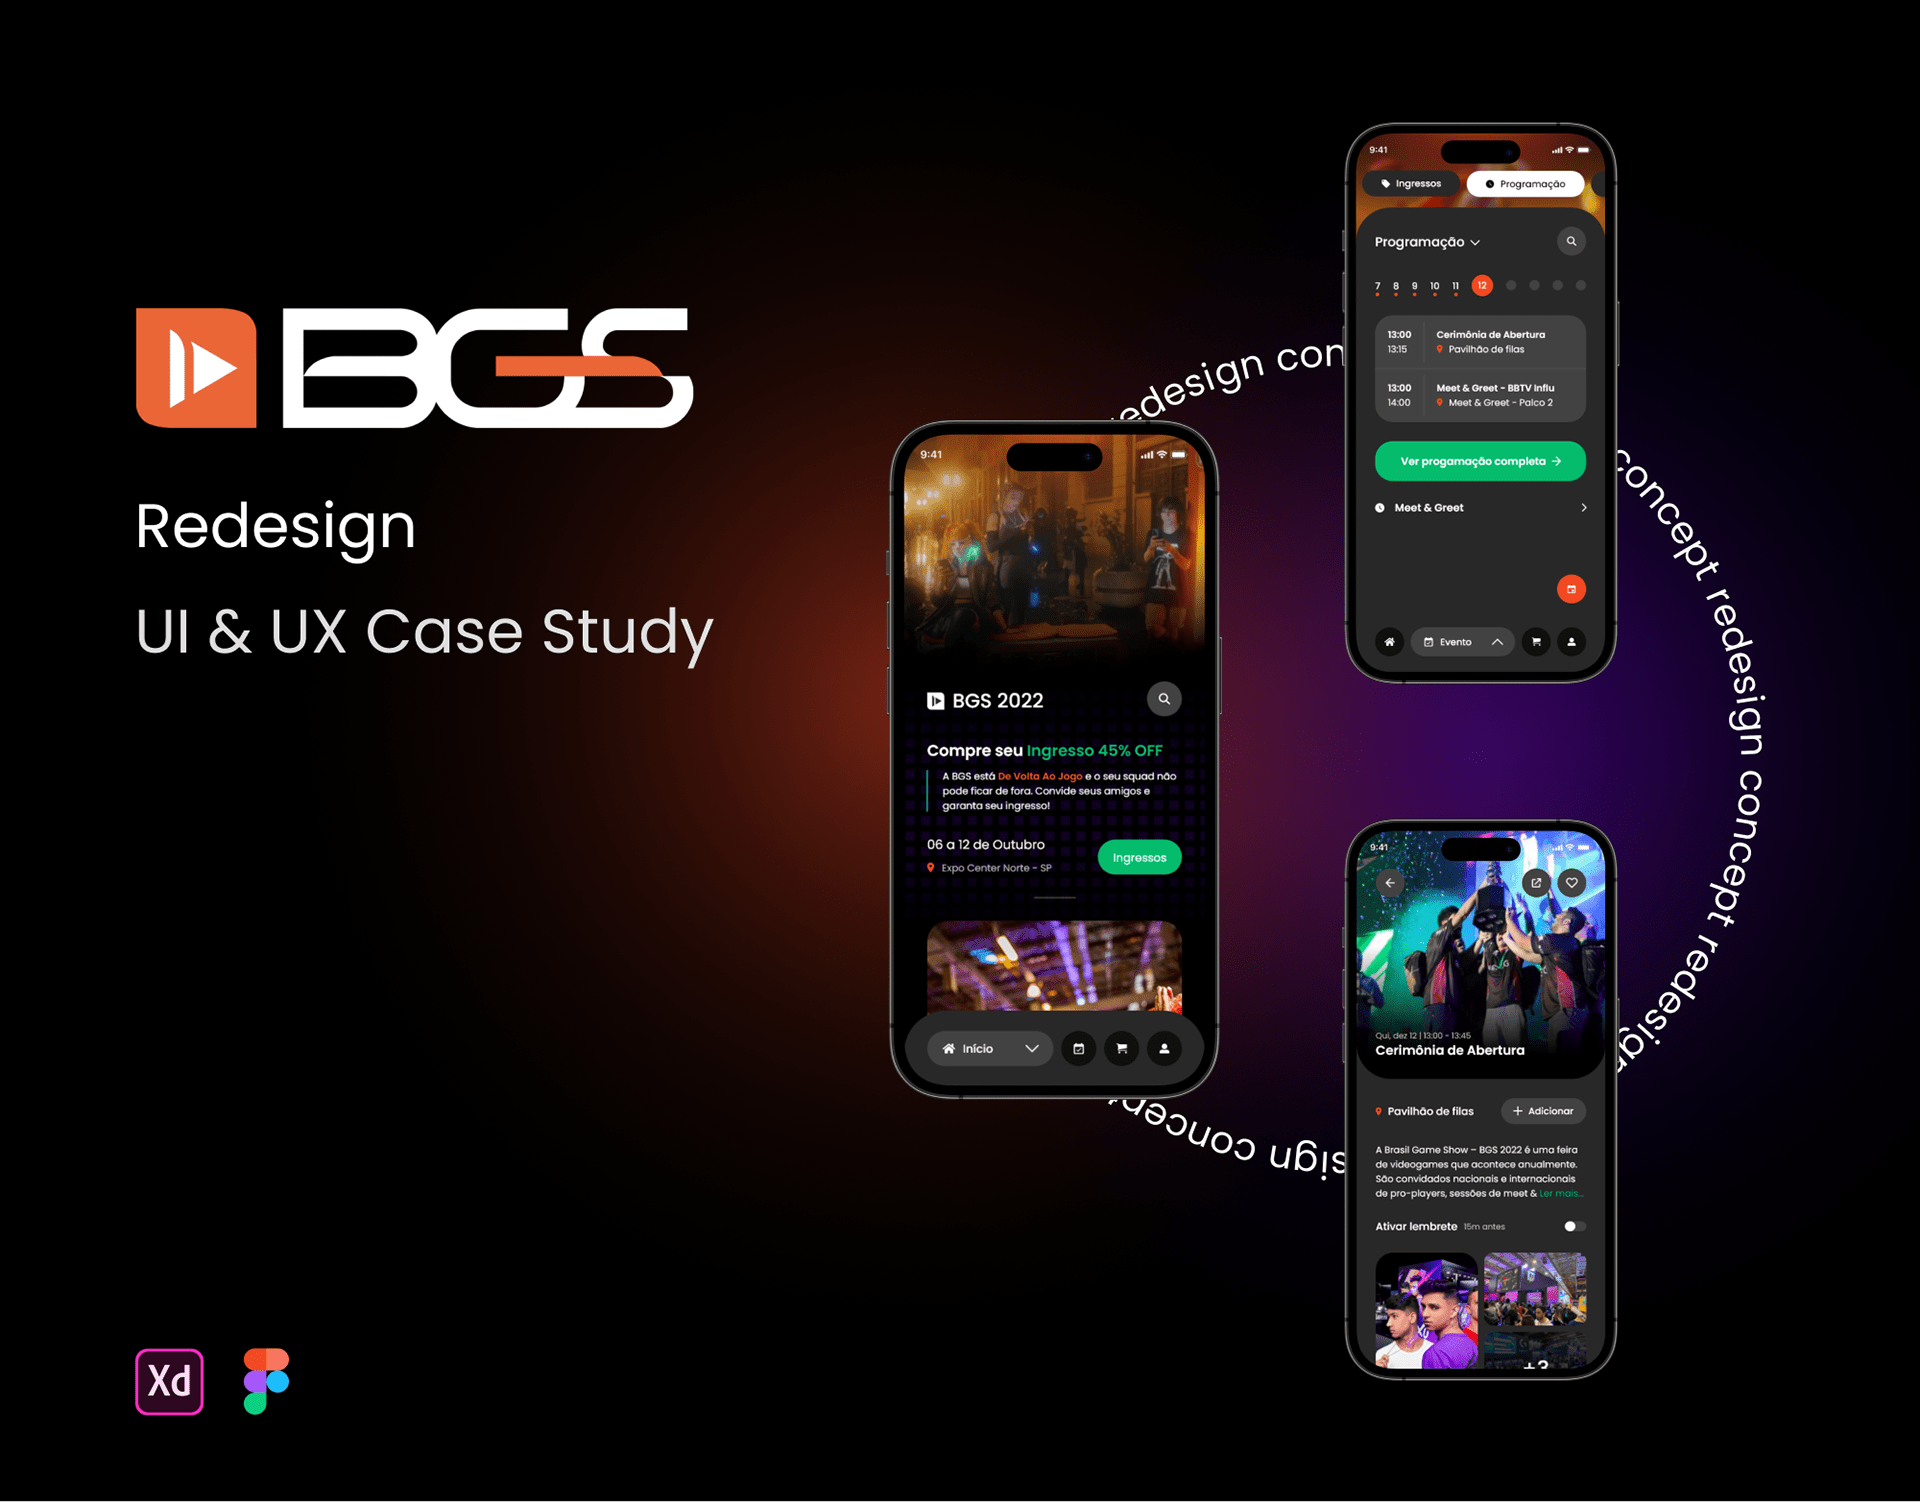 BGS
Redesign
UI & UX Case Study
Xd
redesign con
concept redesign concept redesign
sign concept
9:41
BGS 2022
Compre seu Ingresso 45% OFF
A BGS está De Volta Ao Jogo e o seu squad não
pode ficar de fora. Convide seus amigos e
garanta seu ingresso!
06 a 12 de Outubro
Expo Center Norte - SP
Ingressos
Início
9:41
Ingressos
Programação
Programação
7 8 9 10 11 12
13:00 Cerimônia de Abertura
13:15 Pavilhão de filas
13:00 Meet & Greet - BBTV Influ
14:00 Meet & Greet - Palco 2
Ver progamação completa
Meet & Greet
Evento
9:41
Qui, dez 12 | 13:00 - 13:45
Cerimônia de Abertura
Pavilhão de filas
+ Adicionar
A Brasil Game Show – BGS 2022 é uma feira
de videogames que acontece anualmente.
São convidados nacionais e internacionais
de pro-players, sessões de meet & Ler mais...
Ativar lembrete 15m antes
+3